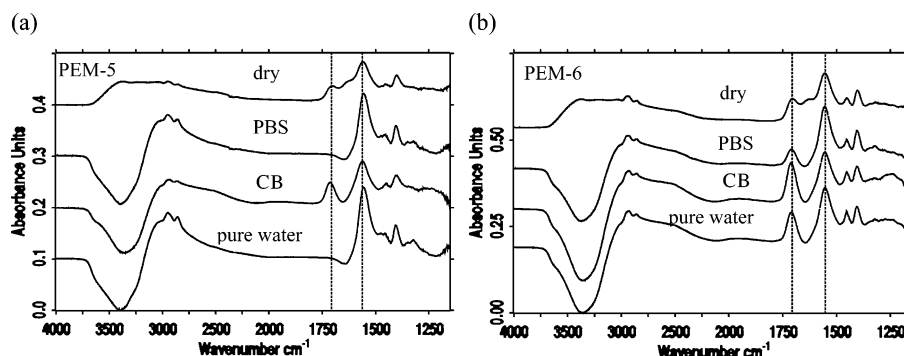 (a)
PEM-5
dry
PBS
CB
pure water
Absorbance Units
0.0 0.1 0.2 0.3 0.4
4000 3500 3000 2500 2000 1750 1500 1250
Wavenumber cm-1
(b)
PEM-6
dry
PBS
CB
pure water
Absorbance Units
0.00 0.25 0.50
4000 3500 3000 2500 2000 1750 1500 1250
Wavenumber cm-1